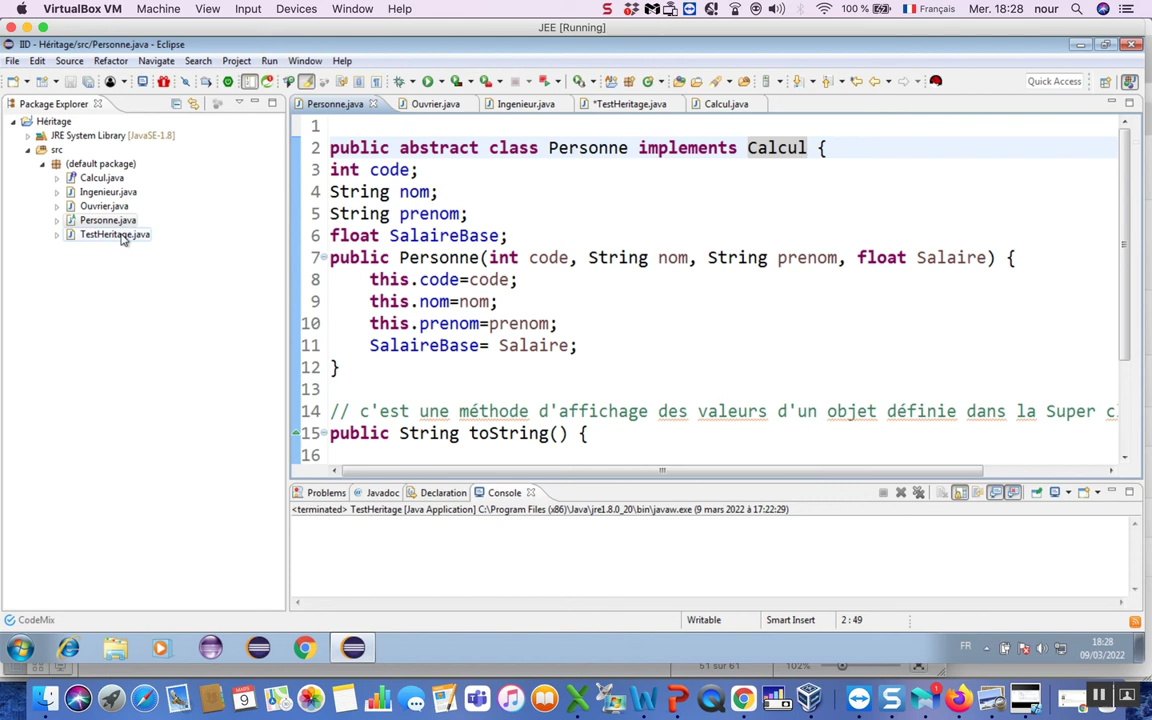 VirtualBox VM Machine View Input Devices Window Help 100 % Français Mer. 18:28 nour
JEE [Running]
IID - Héritage/src/Personne.java - Eclipse
File Edit Source Refactor Navigate Search Project Run Window Help
Quick Access
Package Explorer
Personne.java Ouvrier.java Ingenieur.java *TestHeritage.java Calcul.java
Héritage
JRE System Library [JavaSE-1.8]
src
(default package)
Calcul.java
Ingenieur.java
Ouvrier.java
Personne.java
TestHeritage.java
1
2 public abstract class Personne implements Calcul {
3 int code;
4 String nom;
5 String prenom;
6 float SalaireBase;
7 public Personne(int code, String nom, String prenom, float Salaire) {
8 this.code=code;
9 this.nom=nom;
10 this.prenom=prenom;
11 SalaireBase= Salaire;
12 }
13
14 // c'est une méthode d'affichage des valeurs d'un objet définie dans la Super
15 public String toString() {
16
Problems Javadoc Declaration Console
<terminated> TestHeritage [Java Application] C:\Program Files (x86)\Java\jre1.8.0_20\bin\javaw.exe (9 mars 2022 à 17:22:29)
CodeMix Writable Smart Insert 2 : 49
FR 18:28
09/03/2022
51 sur 61 102%